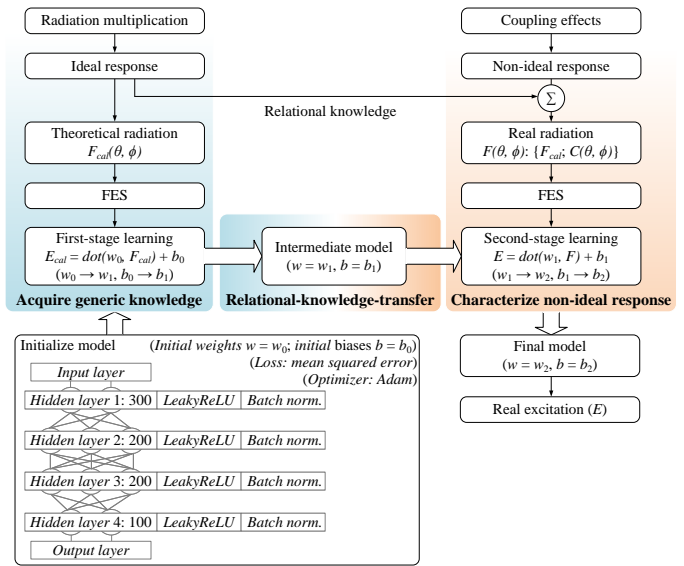 Radiation multiplication
Ideal response
Theoretical radiation
F_cal(θ, ϕ)
FES
First-stage learning
E_cal = dot(w_0, F_cal) + b_0
(w_0 → w_1, b_0 → b_1)
Acquire generic knowledge
Relational knowledge
Intermediate model
(w = w_1, b = b_1)
Relational-knowledge-transfer
Coupling effects
Non-ideal response
Σ
Real radiation
F(θ, ϕ): {F_cal; C(θ, ϕ)}
FES
Second-stage learning
E = dot(w_1, F) + b_1
(w_1 → w_2, b_1 → b_2)
Characterize non-ideal response
Final model
(w = w_2, b = b_2)
Real excitation (E)
Initialize model (Initial weights w = w_0; initial biases b = b_0)
(Loss: mean squared error)
(Optimizer: Adam)
Input layer
Hidden layer 1: 300 LeakyReLU Batch norm.
Hidden layer 2: 200 LeakyReLU Batch norm.
Hidden layer 3: 200 LeakyReLU Batch norm.
Hidden layer 4: 100 LeakyReLU Batch norm.
Output layer